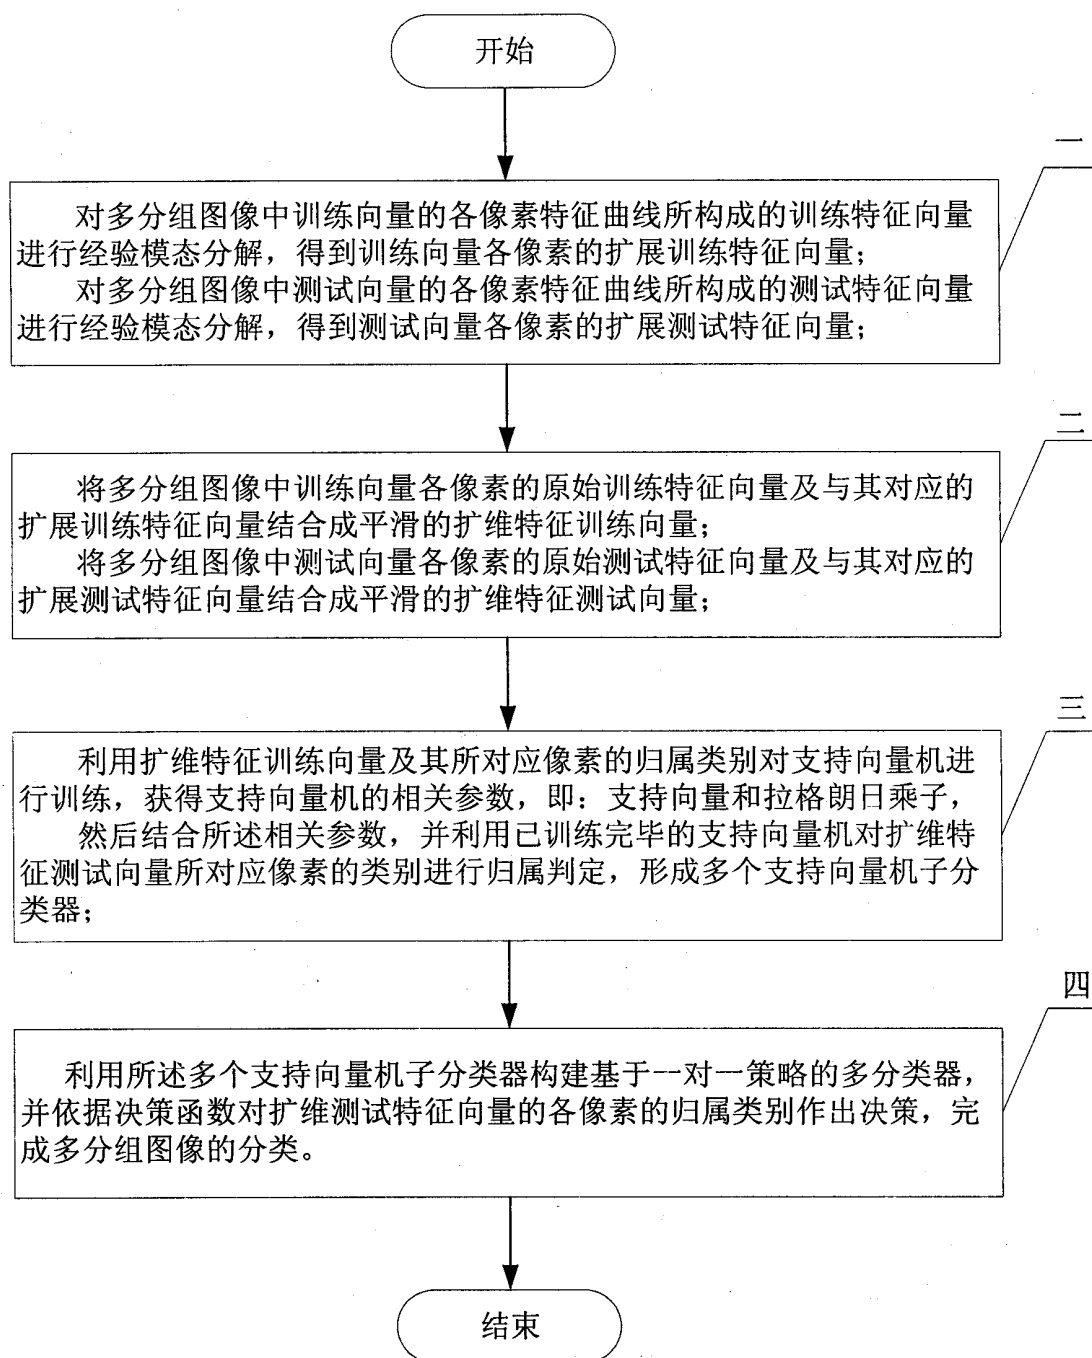 开始
一
对多分组图像中训练向量的各像素特征曲线所构成的训练特征向量
进行经验模态分解，得到训练向量各像素的扩展训练特征向量；
对多分组图像中测试向量的各像素特征曲线所构成的测试特征向量
进行经验模态分解，得到测试向量各像素的扩展测试特征向量；
二
将多分组图像中训练向量各像素的原始训练特征向量及与其对应的
扩展训练特征向量结合成平滑的扩维特征训练向量；
将多分组图像中测试向量各像素的原始测试特征向量及与其对应的
扩展测试特征向量结合成平滑的扩维特征测试向量；
三
利用扩维特征训练向量及其所对应像素的归属类别对支持向量机进
行训练，获得支持向量机的相关参数，即：支持向量和拉格朗日乘子，
然后结合所述相关参数，并利用已训练完毕的支持向量机对扩维特
征测试向量所对应像素的类别进行归属判定，形成多个支持向量机子分
类器；
四
利用所述多个支持向量机子分类器构建基于一对一策略的多分类器，
并依据决策函数对扩维测试特征向量的各像素的归属类别作出决策，完
成多分组图像的分类。
结束